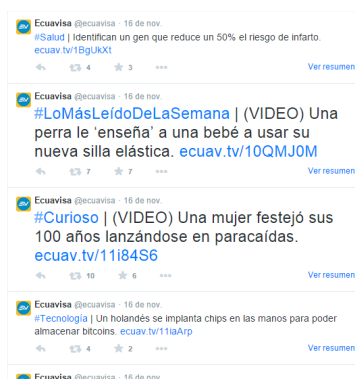 Ecuavisa @ecuavisa · 16 de nov.
#Salud | Identifican un gen que reduce un 50% el riesgo de infarto.
ecuav.tv/1BgUkXt
4 3 Ver resumen
Ecuavisa @ecuavisa · 16 de nov.
#LoMásLeídoDeLaSemana | (VIDEO) Una
perra le ‘enseña’ a una bebé a usar su
nueva silla elástica. ecuav.tv/10QMJ0M
7 7 Ver resumen
Ecuavisa @ecuavisa · 16 de nov.
#Curioso | (VIDEO) Una mujer festejó sus
100 años lanzándose en paracaídas.
ecuav.tv/11i84S6
10 6 Ver resumen
Ecuavisa @ecuavisa · 16 de nov.
#Tecnología | Un holandés se implanta chips en las manos para poder
almacenar bitcoins. ecuav.tv/11iaArp
4 2 Ver resumen
Ecuavisa @ecuavisa · 16 de nov.